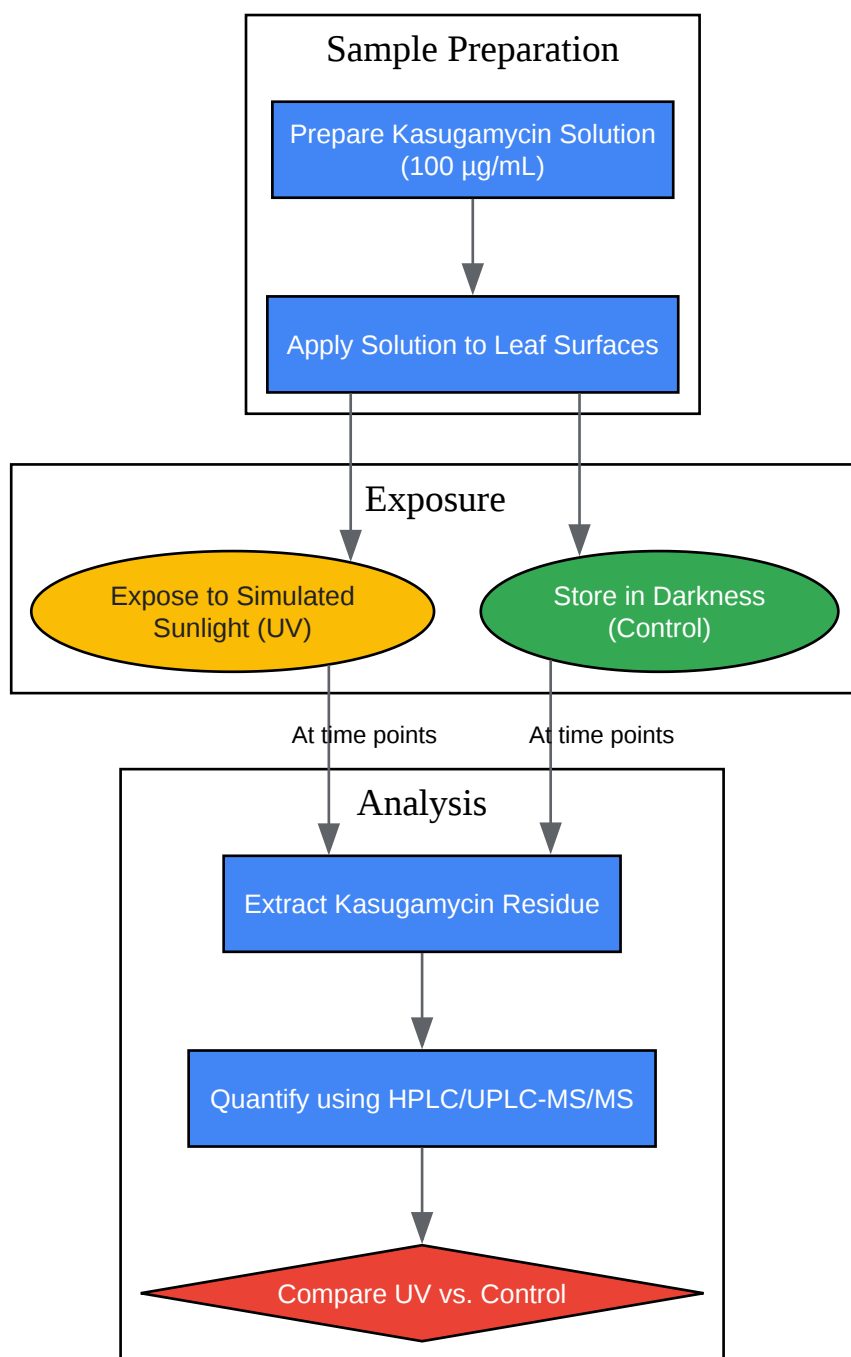 Sample Preparation
Prepare Kasugamycin Solution
(100 µg/mL)
Apply Solution to Leaf Surfaces
Exposure
Expose to Simulated
Sunlight (UV)
Store in Darkness
(Control)
At time points
At time points
Analysis
Extract Kasugamycin Residue
Quantify using HPLC/UPLC-MS/MS
Compare UV vs. Control